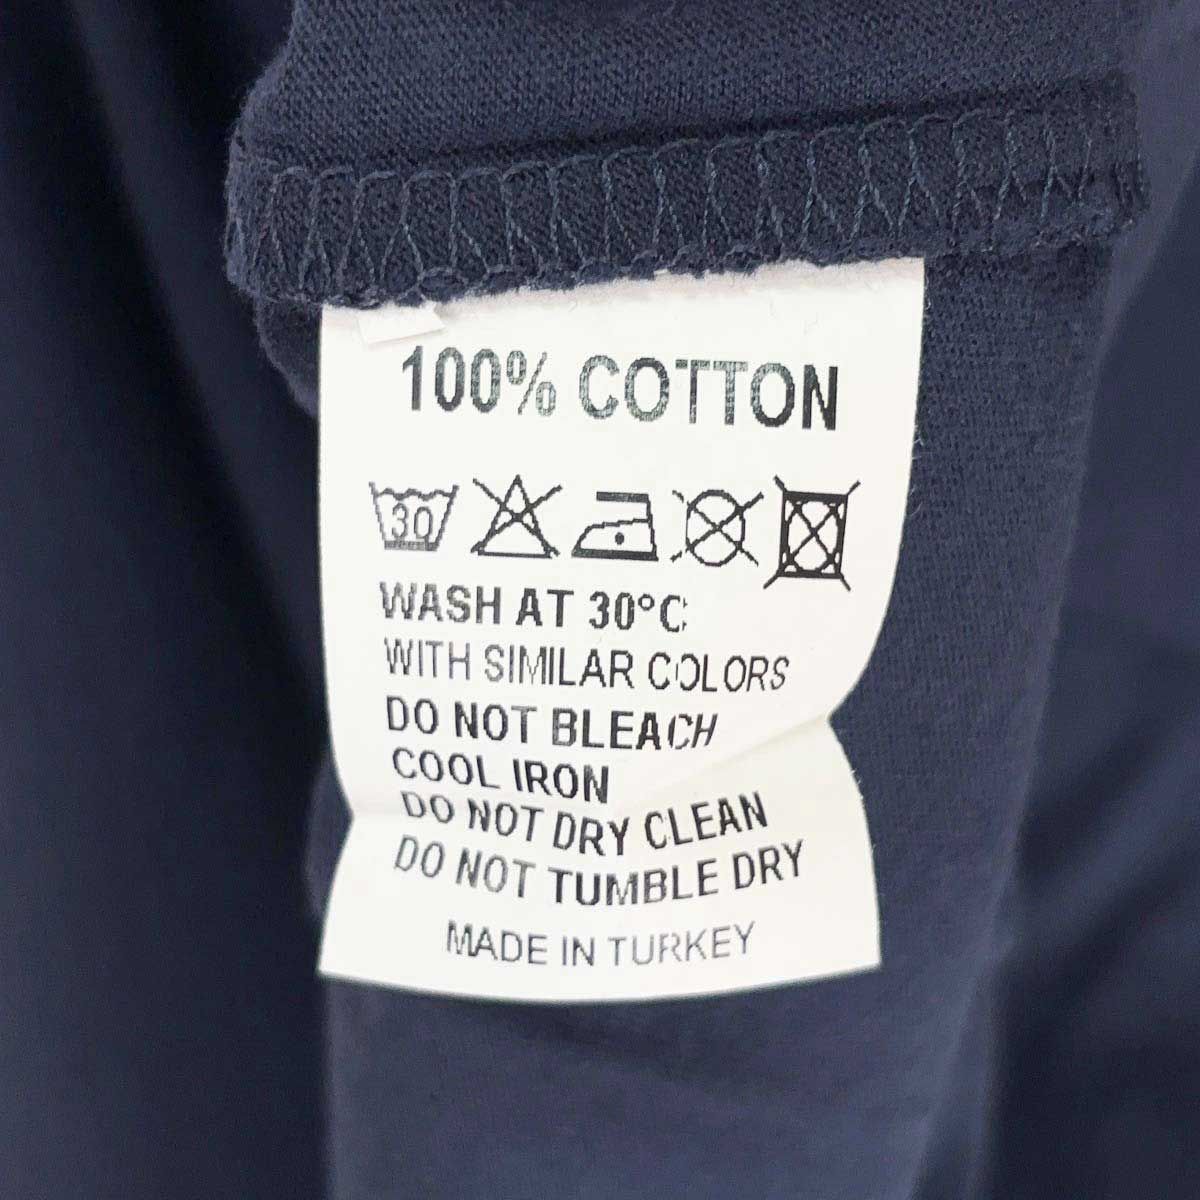 100% COTTON
30
WASH AT 30°C
WITH SIMILAR COLORS
DO NOT BLEACH
COOL IRON
DO NOT DRY CLEAN
DO NOT TUMBLE DRY
MADE IN TURKEY